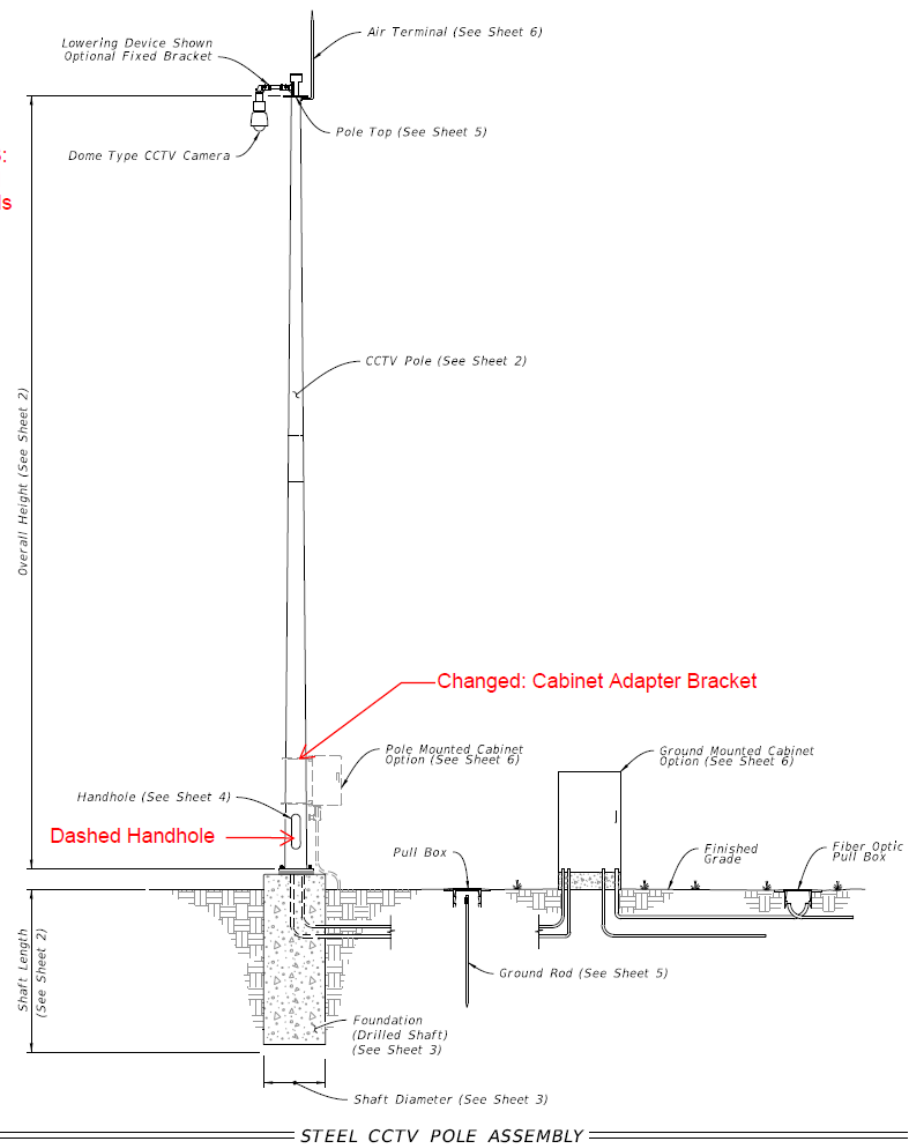 Lowering Device Shown
Optional Fixed Bracket
Air Terminal (See Sheet 6)
Pole Top (See Sheet 5)
Dome Type CCTV Camera
:
s
CCTV Pole (See Sheet 2)
Overall Height (See Sheet 2)
Changed: Cabinet Adapter Bracket
Pole Mounted Cabinet
Option (See Sheet 6)
Ground Mounted Cabinet
Option (See Sheet 6)
Handhole (See Sheet 4)
Dashed Handhole
Pull Box
Finished
Grade
Fiber Optic
Pull Box
Shaft Length
(See Sheet 2)
Ground Rod (See Sheet 5)
Foundation
(Drilled Shaft)
(See Sheet 3)
Shaft Diameter (See Sheet 3)
STEEL CCTV POLE ASSEMBLY